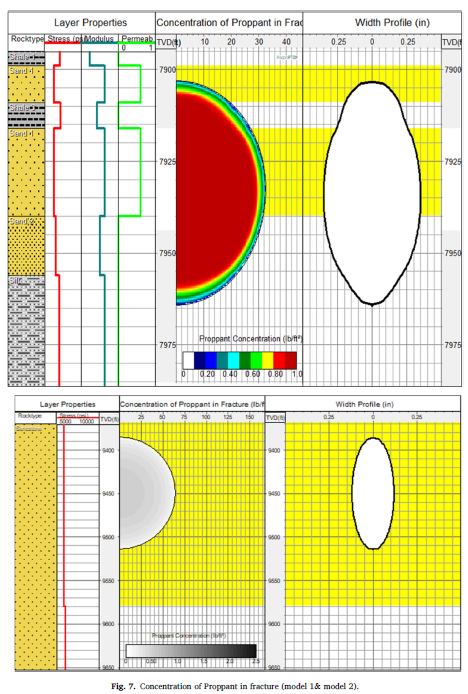 Layer Properties
Concentration of Proppant in Frac
Width Profile (in)
Rocktype
Stress (ps
Modulus
Permeab
0 1
TVD(ft)
10 20 30 40
TVD(ft)
0.25 0 0.25
Shale
7900
7900
Sand 1
Shale
Sand 1
7925
7925
Sand 2
7950
7950
Silt
7975
7975
Proppant Concentration (lb/ft²)
0 0.20 0.40 0.60 0.80 1.0
Layer Properties
Concentration of Proppant in Fracture (lb/f
Width Profile (in)
Rocktype
Stress (psi)
5000 10000
TVD(ft)
25 50 75 100 125 150
TVD(ft)
0.25 0 0.25
9400
9400
9450
9450
9500
9500
9550
9550
9600
9600
9650
9650
Proppant Concentration (lb/ft²)
0 0.50 1.0 1.5 2.0 2.5
Fig. 7. Concentration of Proppant in fracture (model 1& model 2).